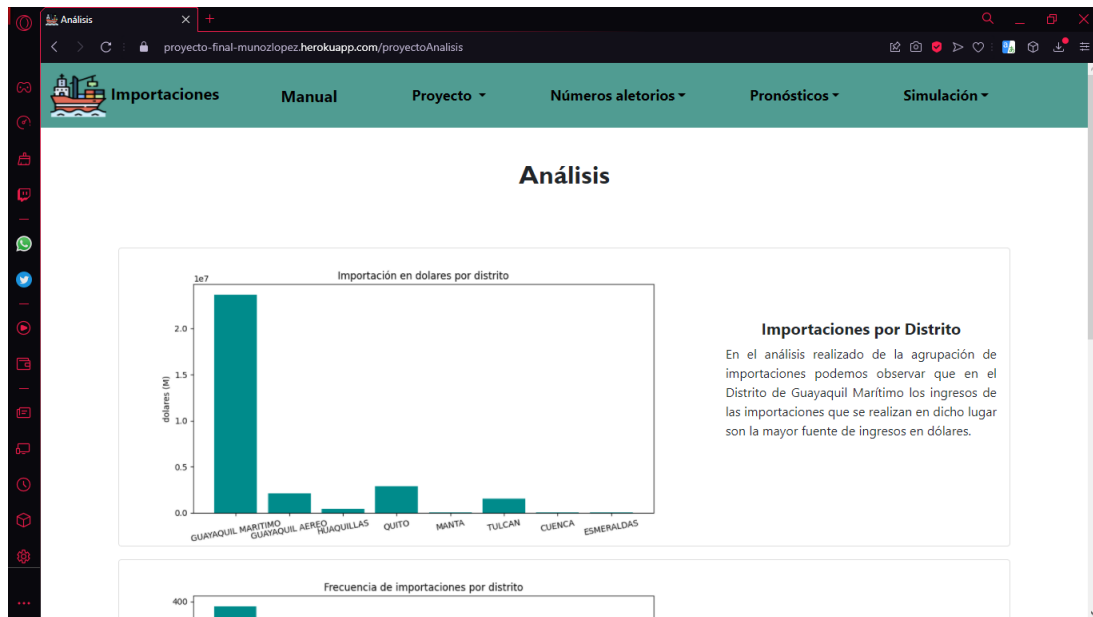 Análisis
proyecto-final-munozlopez.herokuapp.com/proyectoAnalisis
Importaciones
Manual
Proyecto
Números aletorios
Pronósticos
Simulación
Análisis
Importación en dolares por distrito
1e7
2.0
1.5
1.0
0.5
0.0
dolares (M)
GUAYAQUIL MARITIMO
GUAYAQUIL AEREO
HUAQUILLAS
QUITO
MANTA
TULCAN
CUENCA
ESMERALDAS
Importaciones por Distrito
En el análisis realizado de la agrupación de
importaciones podemos observar que en el
Distrito de Guayaquil Marítimo los ingresos de
las importaciones que se realizan en dicho lugar
son la mayor fuente de ingresos en dólares.
Frecuencia de importaciones por distrito
400